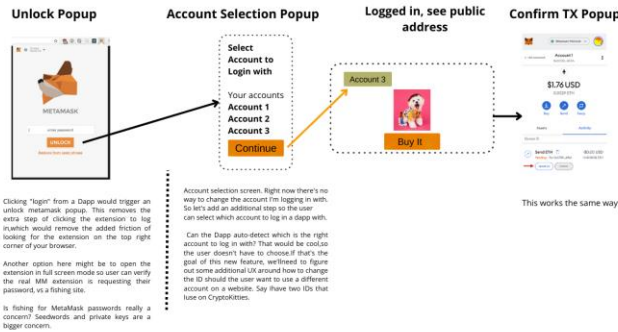 Unlock Popup
Account Selection Popup
Logged in, see public
address
Confirm TX Popup
METAMASK
UNLOCK
Select
Account to
Login with
Your accounts
Account 1
Account 2
Account 3
Continue
Account 3
Buy It
Account1
$1.76 USD
Send ETH
Clicking "login" from a Dapp would trigger an
unlock metamask popup. This removes the
extra step of clicking the extension to log
in,which would remove the added friction of
looking for the extension on the top right
corner of your browser.
Another option here might be to open the
extension in full screen mode so user can verify
the real MM extension is requesting their
password, vs a fishing site.
Is fishing for MetaMask passwords really a
concern? Seedwords and private keys are a
bigger concern.
Account selection screen. Right now there's no
way to change the account I'm logging in with.
So let's add an additional step so the user
can select which account to log in a dapp with.
Can the Dapp auto-detect which is the right
account to log in with? That would be cool,so
the user doesn't have to choose.If that's the
goal of this new feature, we'llneed to figure
out some additional UX around how to change
the ID should the user want to use a different
account on a website. Say Ihave two IDs that
Iuse on CryptoKitties.
This works the same way